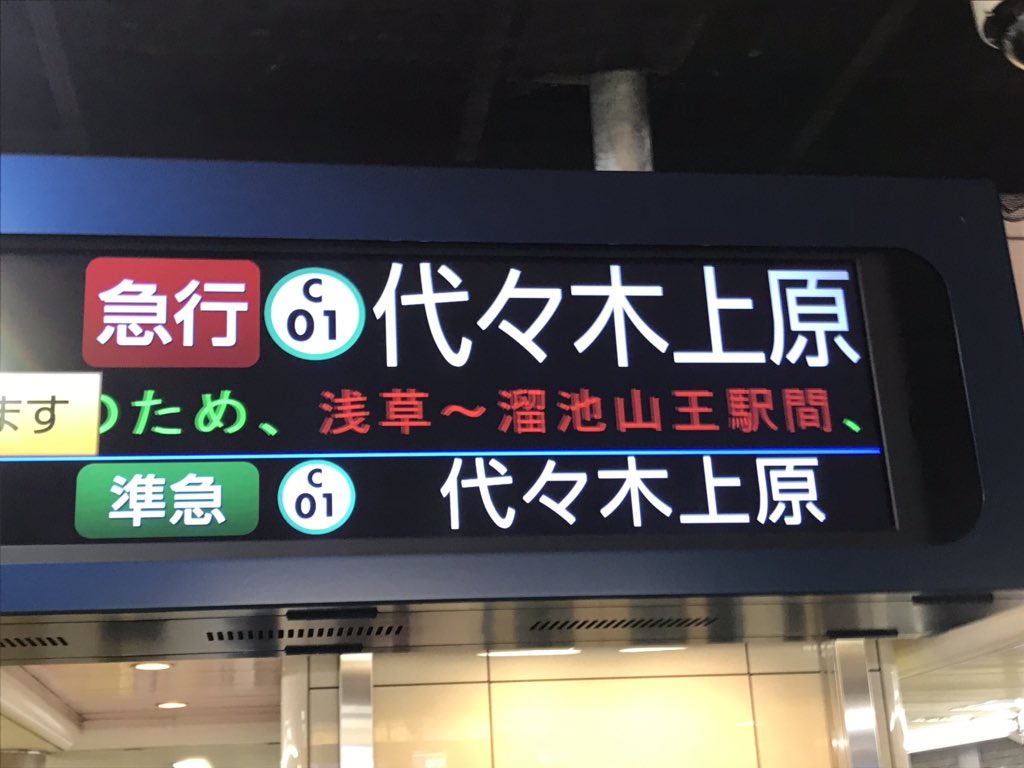 急行 C 01 代々木上原
ます のため、浅草～溜池山王駅間、
準急 C 01 代々木上原